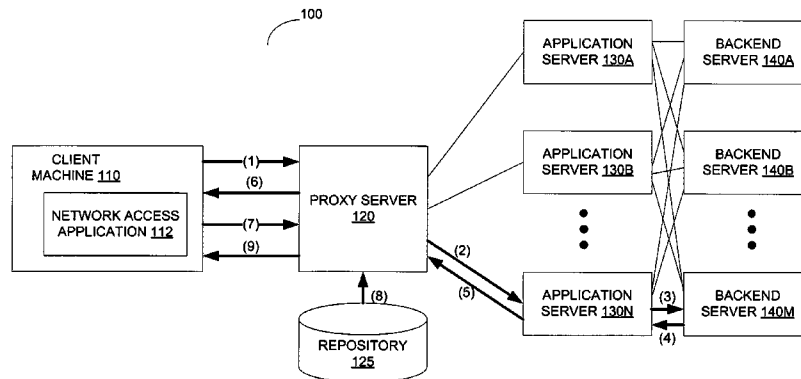 100
CLIENT
MACHINE 110
NETWORK ACCESS
APPLICATION 112
(1)
(6)
(7)
(9)
PROXY SERVER
120
(8)
REPOSITORY
125
(2)
(5)
APPLICATION
SERVER 130A
APPLICATION
SERVER 130B
APPLICATION
SERVER 130N
(3)
(4)
BACKEND
SERVER 140A
BACKEND
SERVER 140B
BACKEND
SERVER 140M